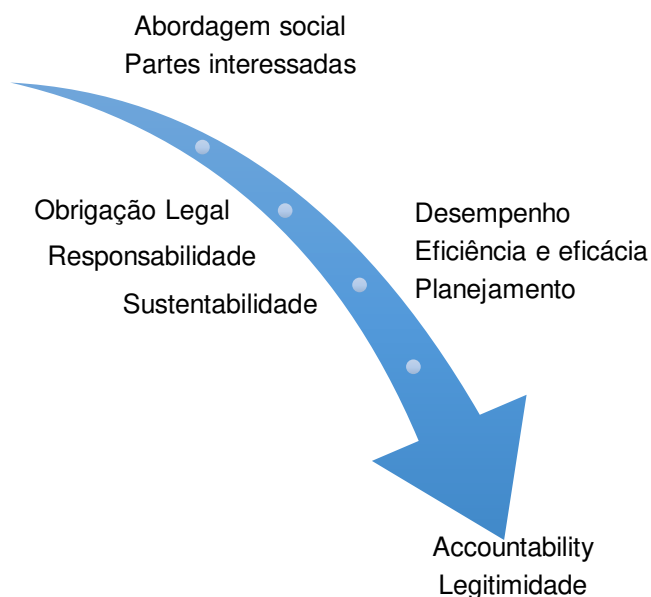 Abordagem social
Partes interessadas
Obrigação Legal
Responsabilidade
Sustentabilidade
Desempenho
Eficiência e eficácia
Planejamento
Accountability
Legitimidade